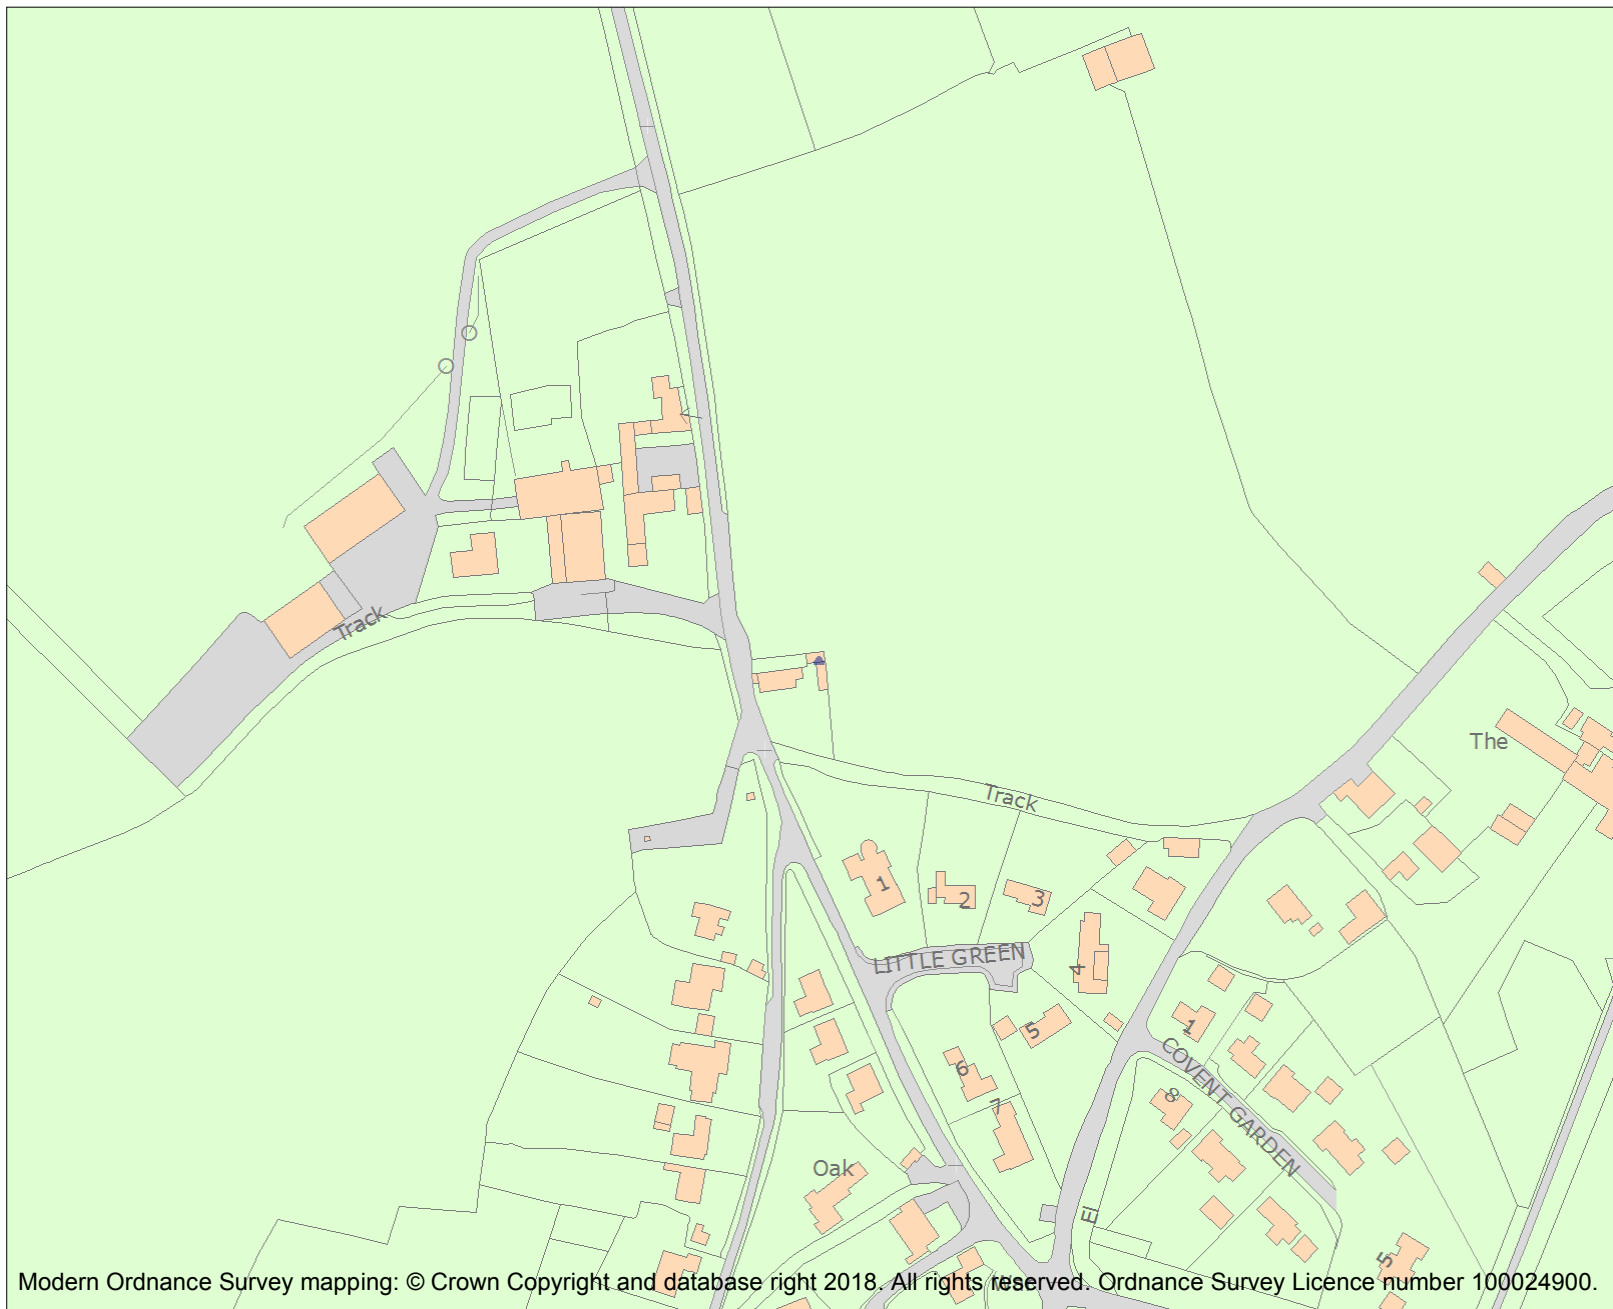 Track
The
Track
1
2
3
LITTLE GREEN
4
5
1
COVENT GARDEN
6
8
7
Oak
El
5
Modern Ordnance Survey mapping: © Crown Copyright and database right 2018. All rights reserved. Ordnance Survey Licence number 100024900.